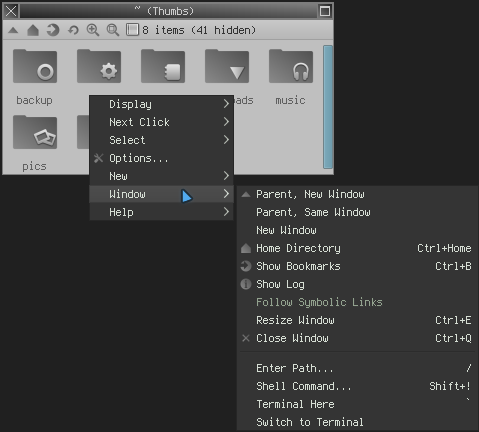 ~ (Thumbs)
8 items (41 hidden)
backup
ads
music
pics
Display
Next Click
Select
Options...
New
Window
Help
Parent, New Window
Parent, Same Window
New Window
Home Directory Ctrl+Home
Show Bookmarks Ctrl+B
Show Log
Follow Symbolic Links
Resize Window Ctrl+E
Close Window Ctrl+Q
Enter Path... /
Shell Command... Shift+!
Terminal Here `
Switch to Terminal